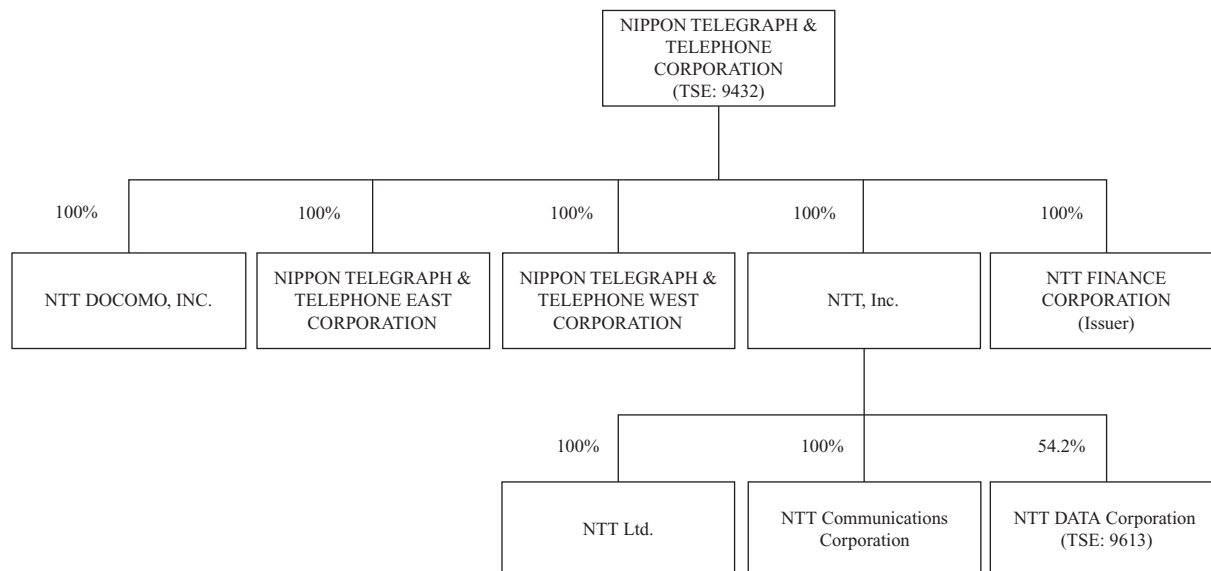 NIPPON TELEGRAPH &
TELEPHONE
CORPORATION
(TSE: 9432)
100%
100%
100%
100%
100%
NTT DOCOMO, INC.
NIPPON TELEGRAPH &
TELEPHONE EAST
CORPORATION
NIPPON TELEGRAPH &
TELEPHONE WEST
CORPORATION
NTT, Inc.
NTT FINANCE
CORPORATION
(Issuer)
100%
100%
54.2%
NTT Ltd.
NTT Communications
Corporation
NTT DATA Corporation
(TSE: 9613)